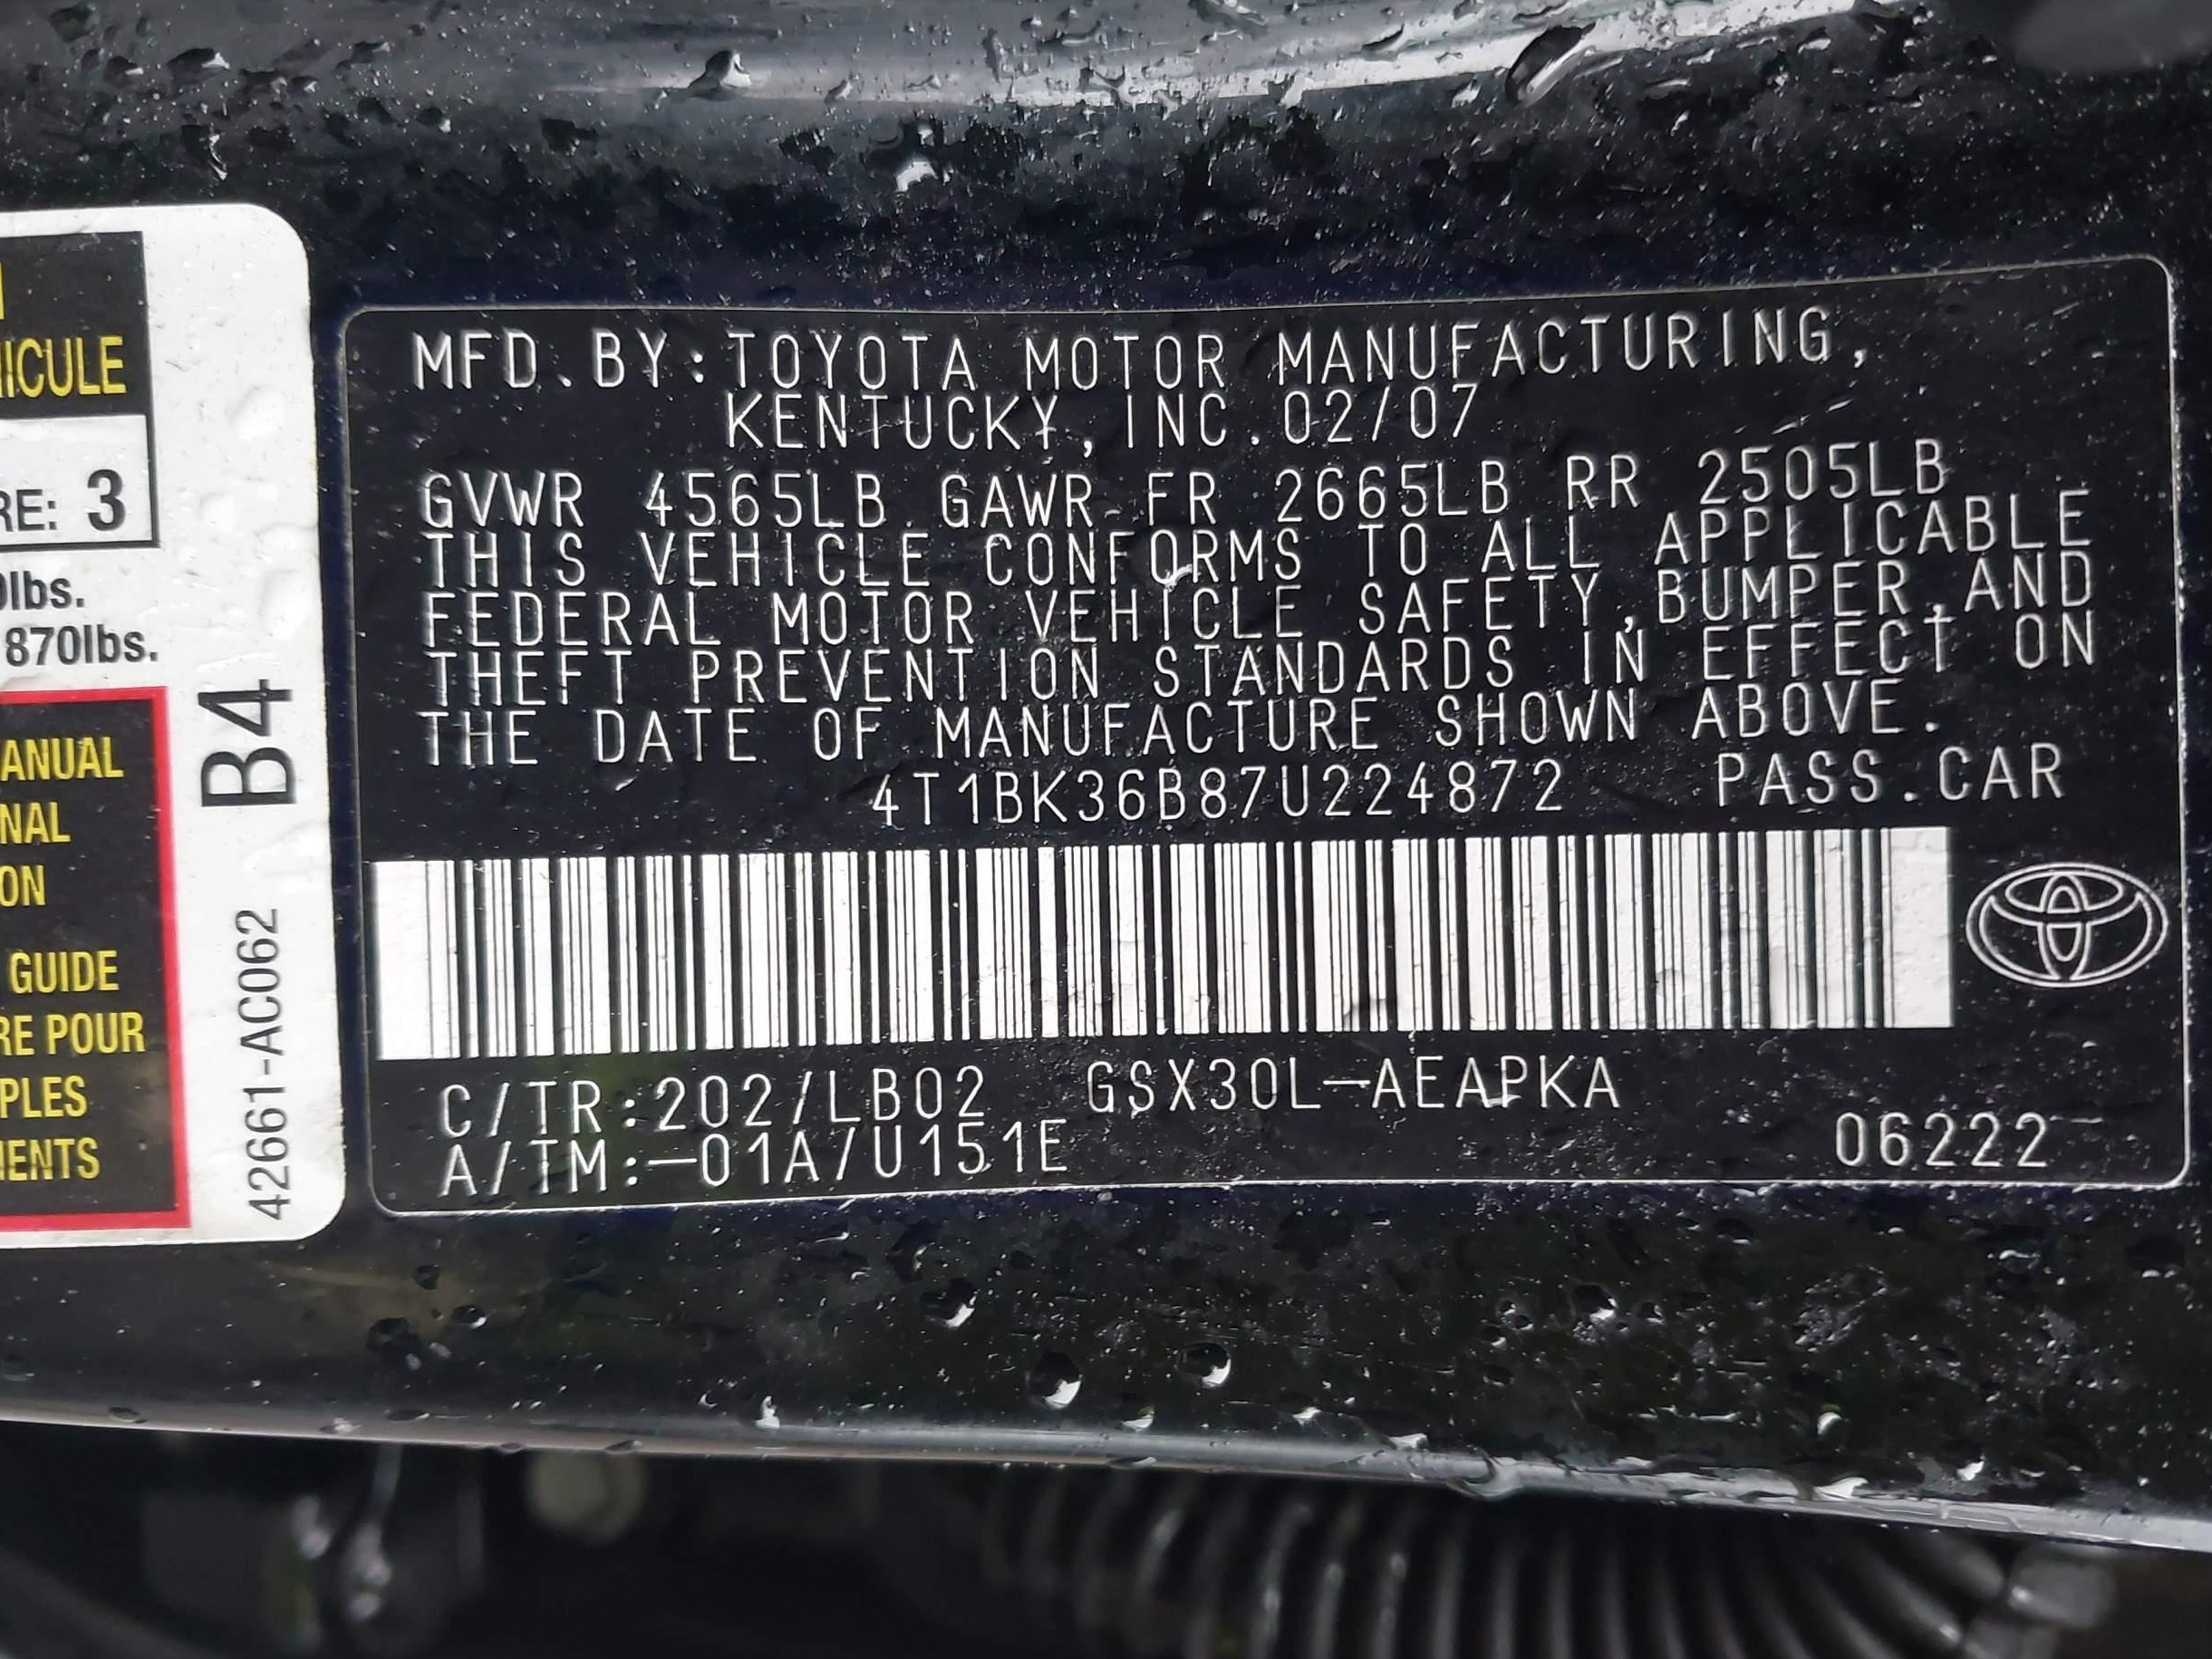 HICULE
RE: 3
lbs.
870lbs.
ANUAL
NAL
ON
GUIDE
RE POUR
PLES
MENTS
B4
42661-AC062
MFD.BY:TOYOTA MOTOR MANUFACTURING,
KENTUCKY,INC.02/07
GVWR 4565LB GAWR FR 2665LB RR 2505LB
THIS VEHICLE CONFORMS TO ALL APPLICABLE
FEDERAL MOTOR VEHICLE SAFETY,BUMPER,AND
THEFT PREVENTION STANDARDS IN EFFECT ON
THE DATE OF MANUFACTURE SHOWN ABOVE.
4T1BK36B87U224872 PASS.CAR
C/TR:202/LB02 GSX30L-AEAPKA
A/TM:-01A/U151E 06222